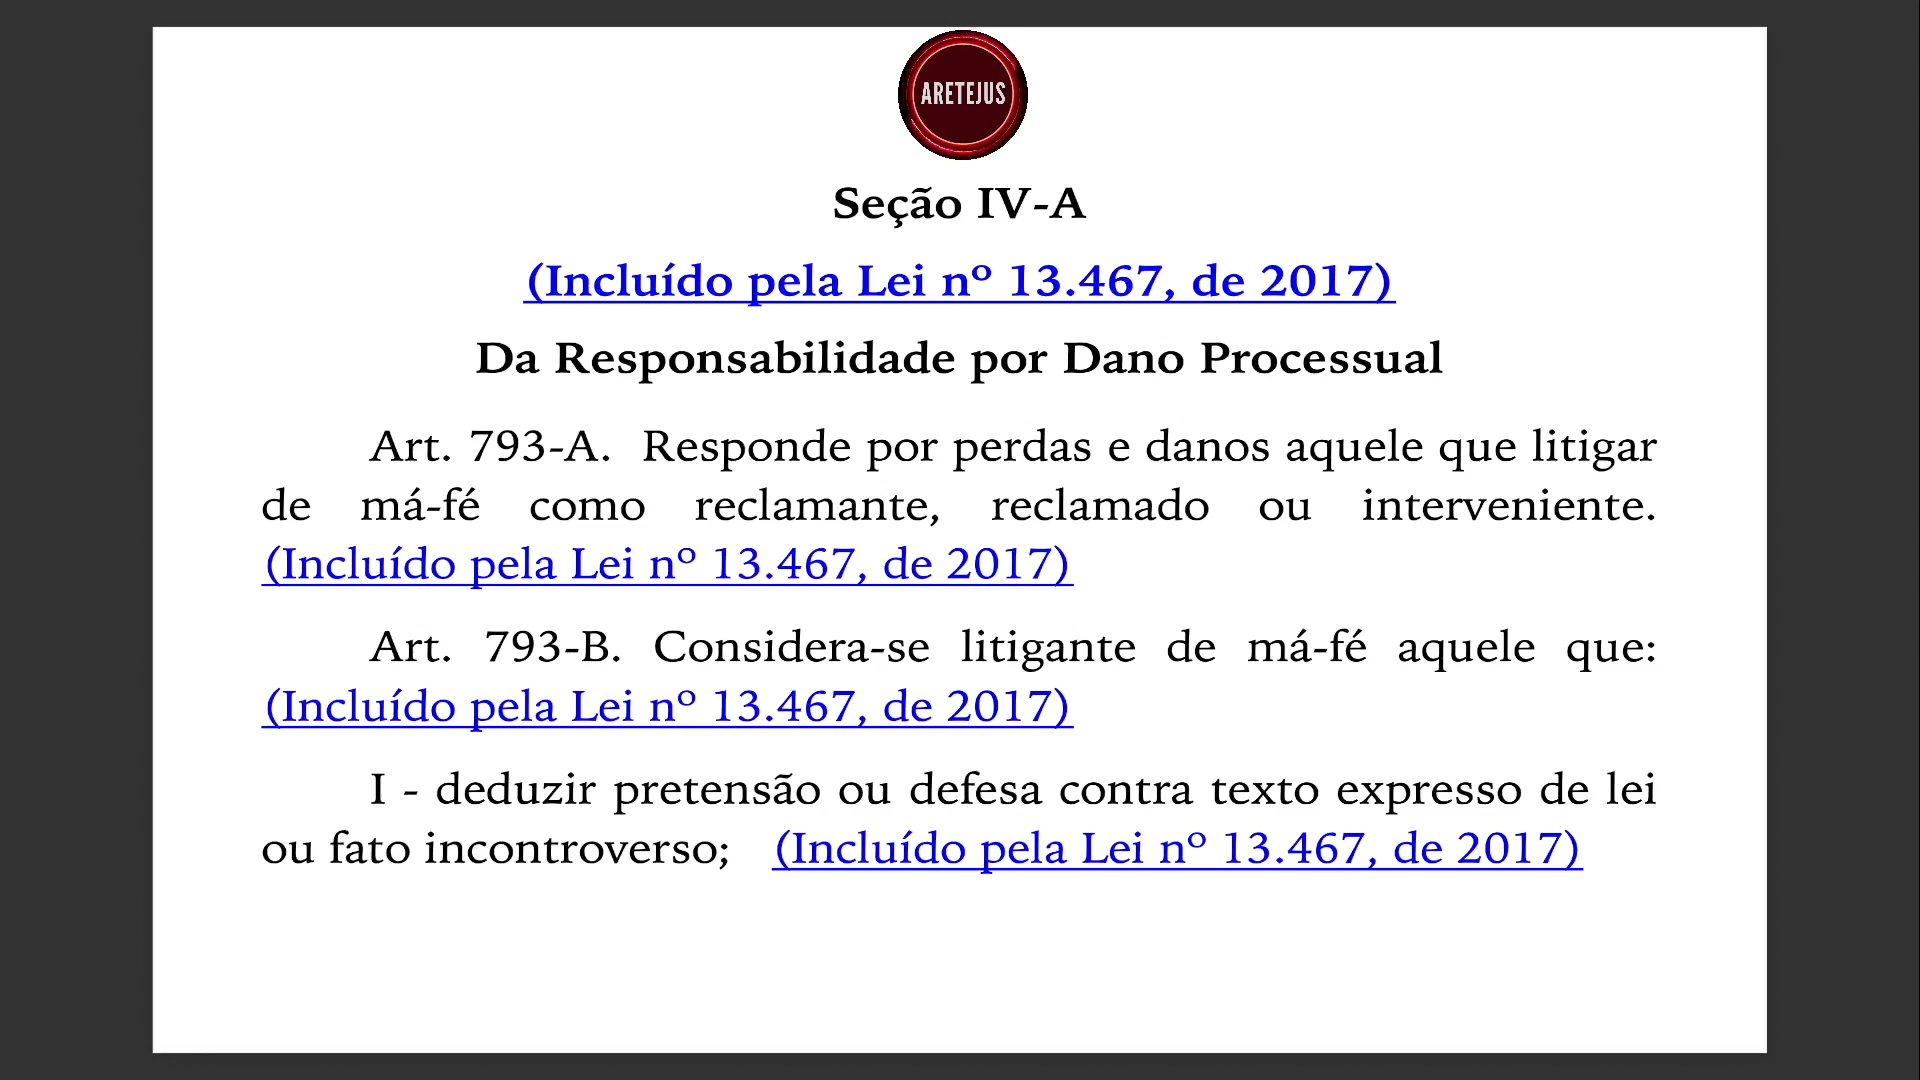 ARETEJUS
Seção IV-A
(Incluído pela Lei nº 13.467, de 2017)
Da Responsabilidade por Dano Processual
Art. 793-A. Responde por perdas e danos aquele que litigar
de má-fé como reclamante, reclamado ou interveniente.
(Incluído pela Lei nº 13.467, de 2017)
Art. 793-B. Considera-se litigante de má-fé aquele que:
(Incluído pela Lei nº 13.467, de 2017)
I - deduzir pretensão ou defesa contra texto expresso de lei
ou fato incontroverso; (Incluído pela Lei nº 13.467, de 2017)